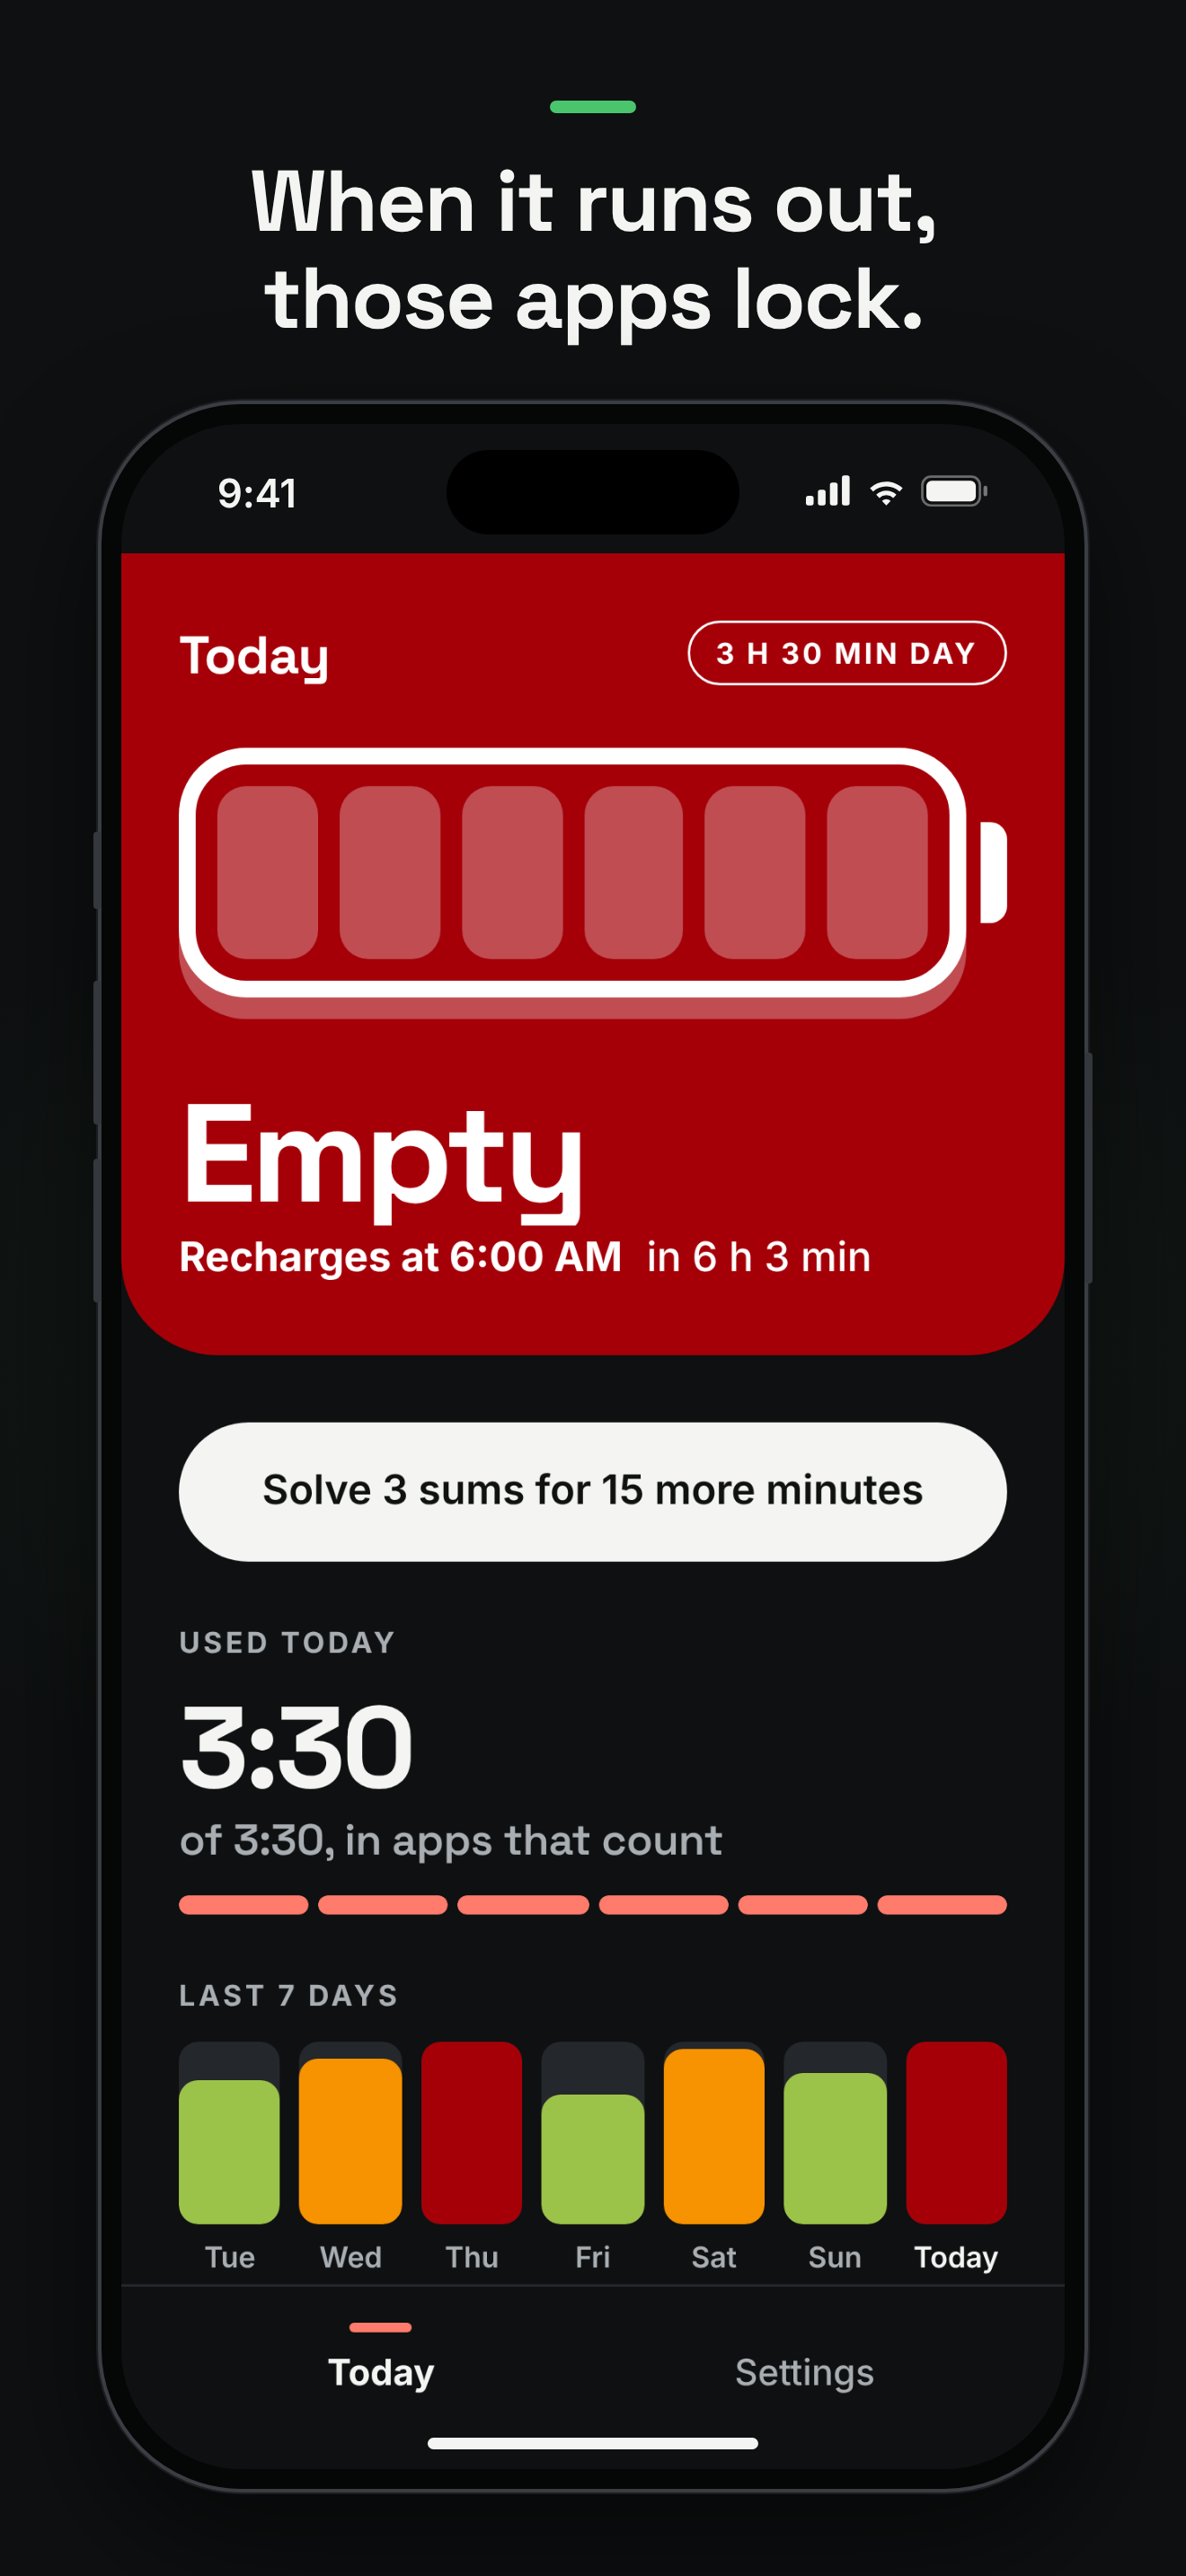 When it runs out,
those apps lock.
9:41
Today
3 H 30 MIN DAY
Empty
Recharges at 6:00 AM in 6 h 3 min
Solve 3 sums for 15 more minutes
USED TODAY
3:30
of 3:30, in apps that count
LAST 7 DAYS
Tue Wed Thu Fri Sat Sun Today
Today Settings